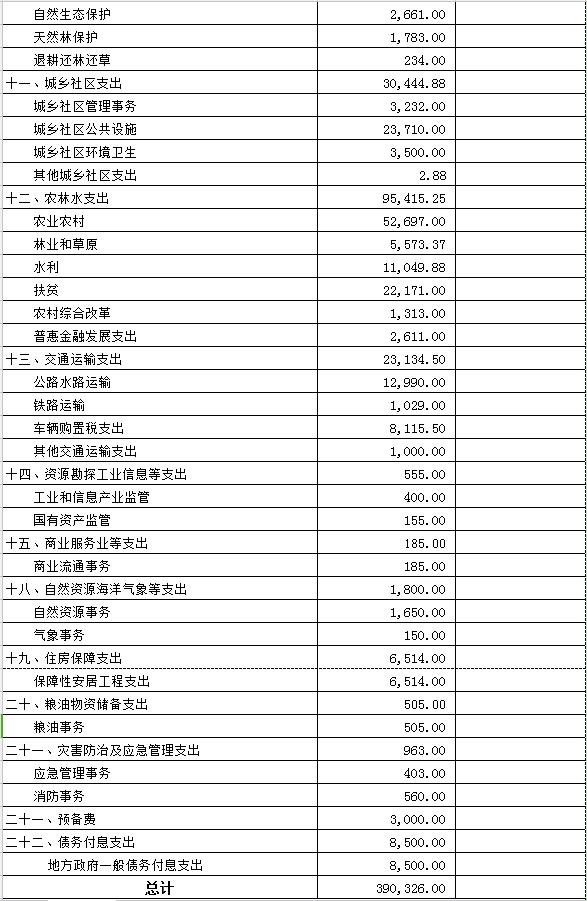 自然生态保护 2,661.00
天然林保护 1,783.00
退耕还林还草 234.00
十一、城乡社区支出 30,444.88
城乡社区管理事务 3,232.00
城乡社区公共设施 23,710.00
城乡社区环境卫生 3,500.00
其他城乡社区支出 2.88
十二、农林水支出 95,415.25
农业农村 52,697.00
林业和草原 5,573.37
水利 11,049.88
扶贫 22,171.00
农村综合改革 1,313.00
普惠金融发展支出 2,611.00
十三、交通运输支出 23,134.50
公路水路运输 12,990.00
铁路运输 1,029.00
车辆购置税支出 8,115.50
其他交通运输支出 1,000.00
十四、资源勘探工业信息等支出 555.00
工业和信息产业监管 400.00
国有资产监管 155.00
十五、商业服务业等支出 185.00
商业流通事务 185.00
十八、自然资源海洋气象等支出 1,800.00
自然资源事务 1,650.00
气象事务 150.00
十九、住房保障支出 6,514.00
保障性安居工程支出 6,514.00
二十、粮油物资储备支出 505.00
粮油事务 505.00
二十一、灾害防治及应急管理支出 963.00
应急管理事务 403.00
消防事务 560.00
二十一、预备费 3,000.00
二十二、债务付息支出 8,500.00
地方政府一般债务付息支出 8,500.00
总计 390,326.00